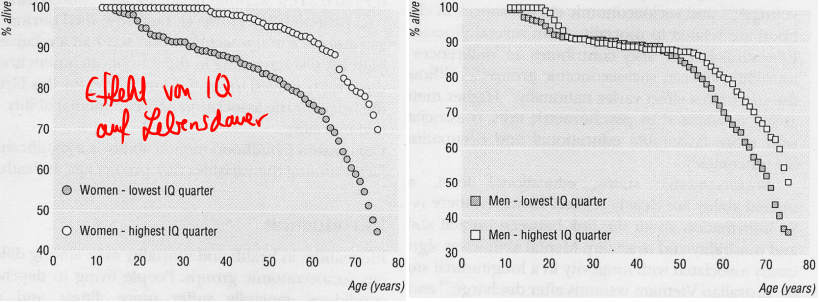 % alive
100
90
80
70
60
50
40
Effekt von IQ
auf Lebensdauer
Women - lowest IQ quarter
Women - highest IQ quarter
0 10 20 30 40 50 60 70 80
Age (years)
% alive
100
90
80
70
60
50
40
30
Men - lowest IQ quarter
Men - highest IQ quarter
0 10 20 30 40 50 60 70 80
Age (years)